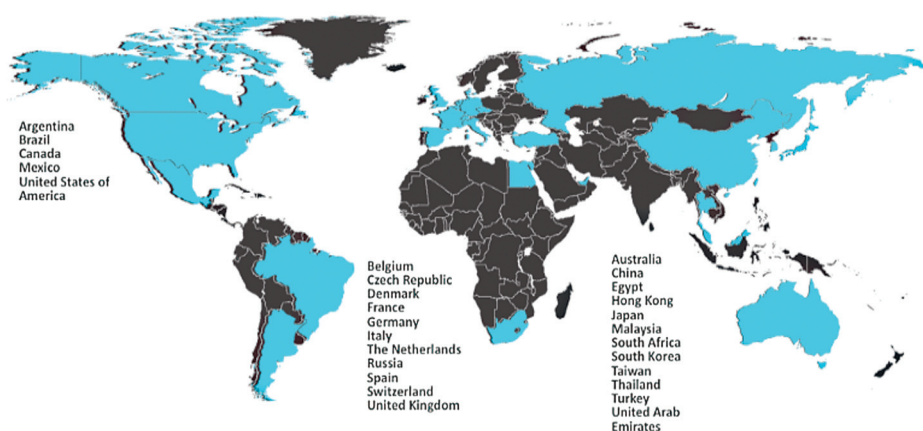 Argentina
Brazil
Canada
Mexico
United States of
America
Belgium
Czech Republic
Denmark
France
Germany
Italy
The Netherlands
Russia
Spain
Switzerland
United Kingdom
Australia
China
Egypt
Hong Kong
Japan
Malaysia
South Africa
South Korea
Taiwan
Thailand
Turkey
United Arab
Emirates